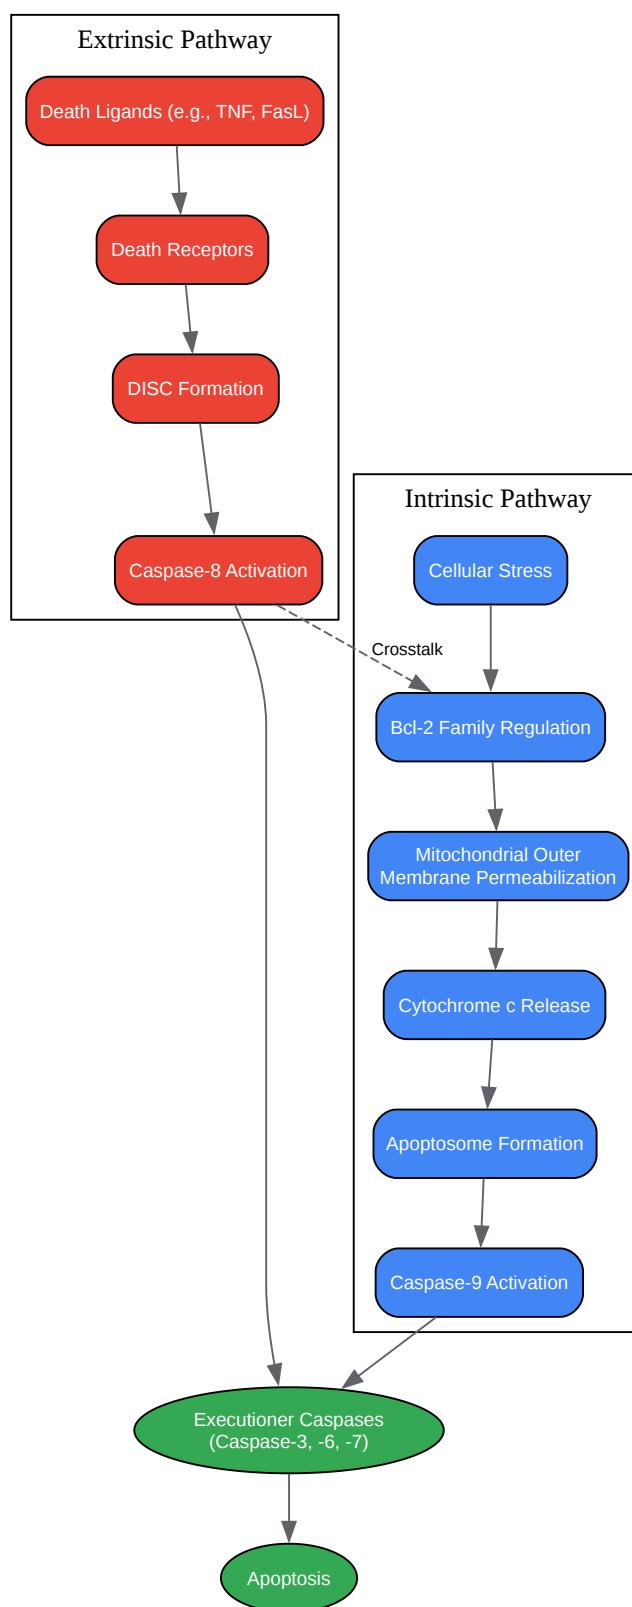 Extrinsic Pathway
Death Ligands (e.g., TNF, FasL)
Death Receptors
DISC Formation
Caspase-8 Activation
Intrinsic Pathway
Cellular Stress
Crosstalk
Bcl-2 Family Regulation
Mitochondrial Outer
Membrane Permeabilization
Cytochrome c Release
Apoptosome Formation
Caspase-9 Activation
Executioner Caspases
(Caspase-3, -6, -7)
Apoptosis